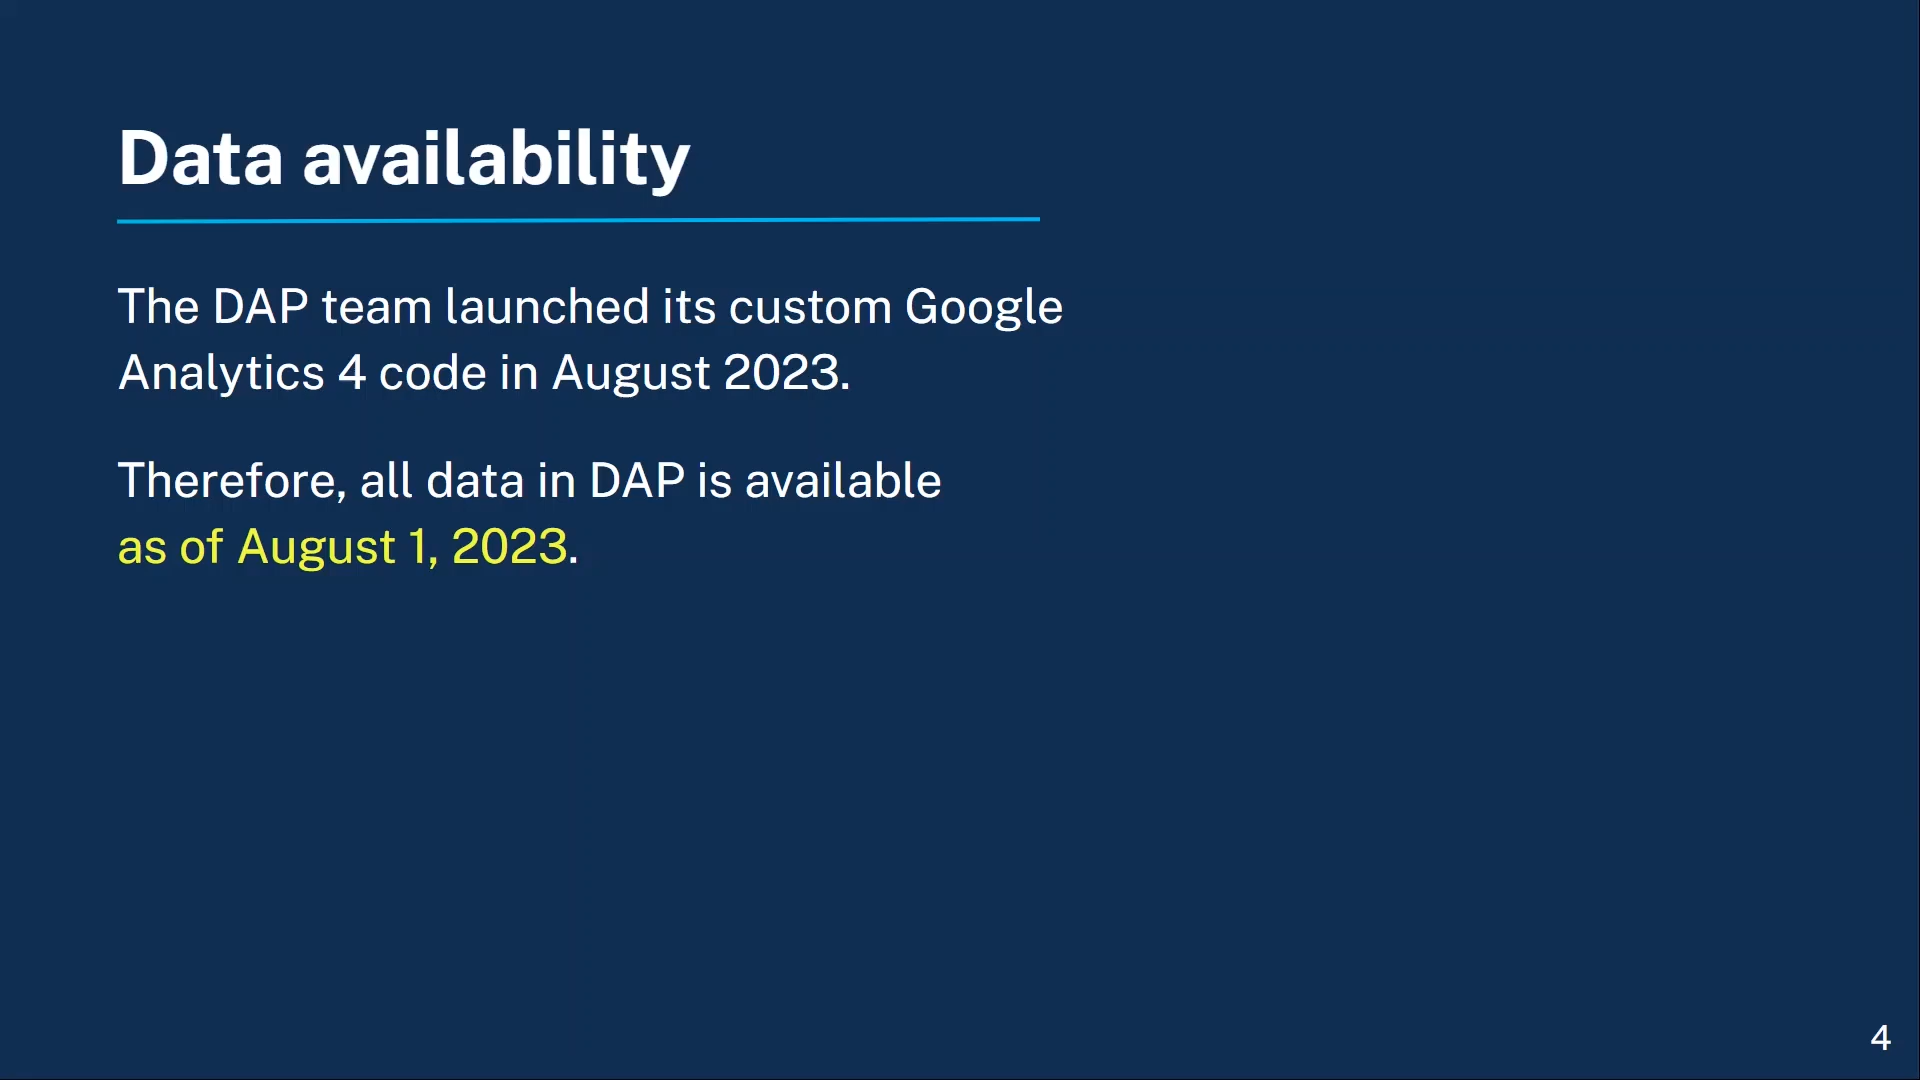 Data availability
The DAP team launched its custom Google
Analytics 4 code in August 2023.
Therefore, all data in DAP is available
as of August 1, 2023.
4